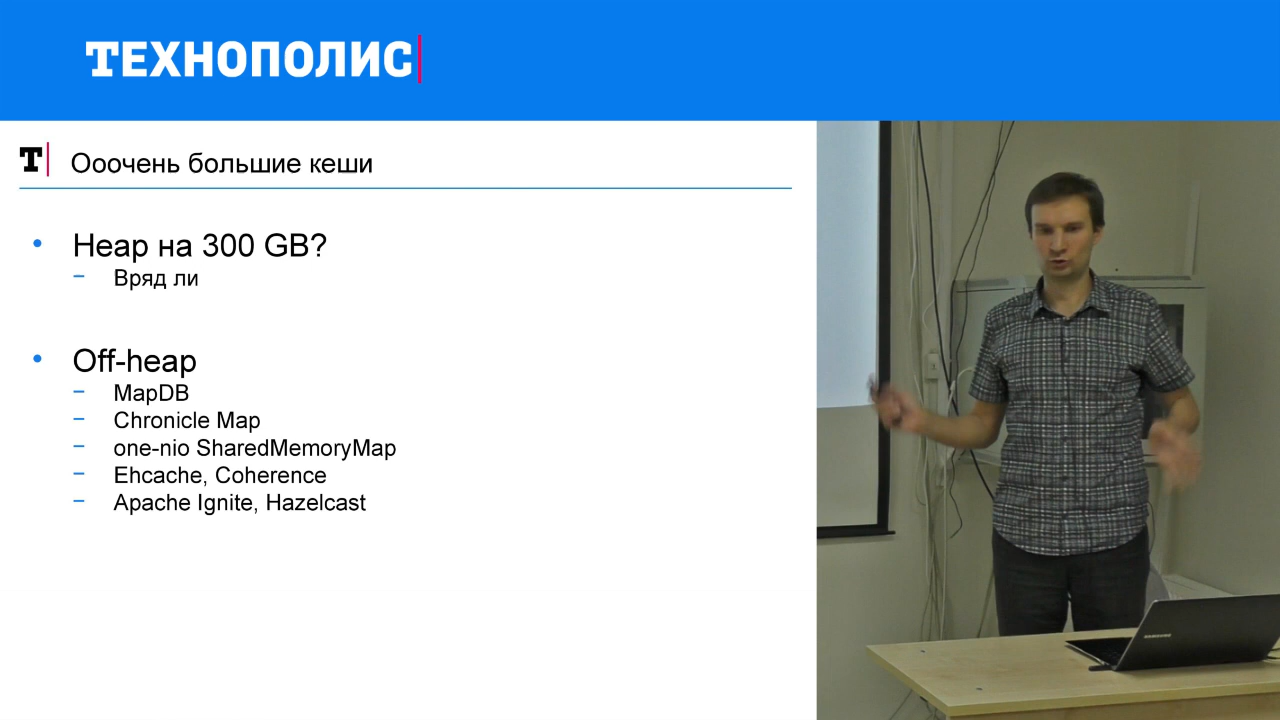 ТЕХНОПОЛИС
Т
Ооочень большие кеши
Heap на 300 GB?
Вряд ли
Off-heap
MapDB
Chronicle Map
one-nio SharedMemoryMap
Ehcache, Coherence
Apache Ignite, Hazelcast
SAMSUNG